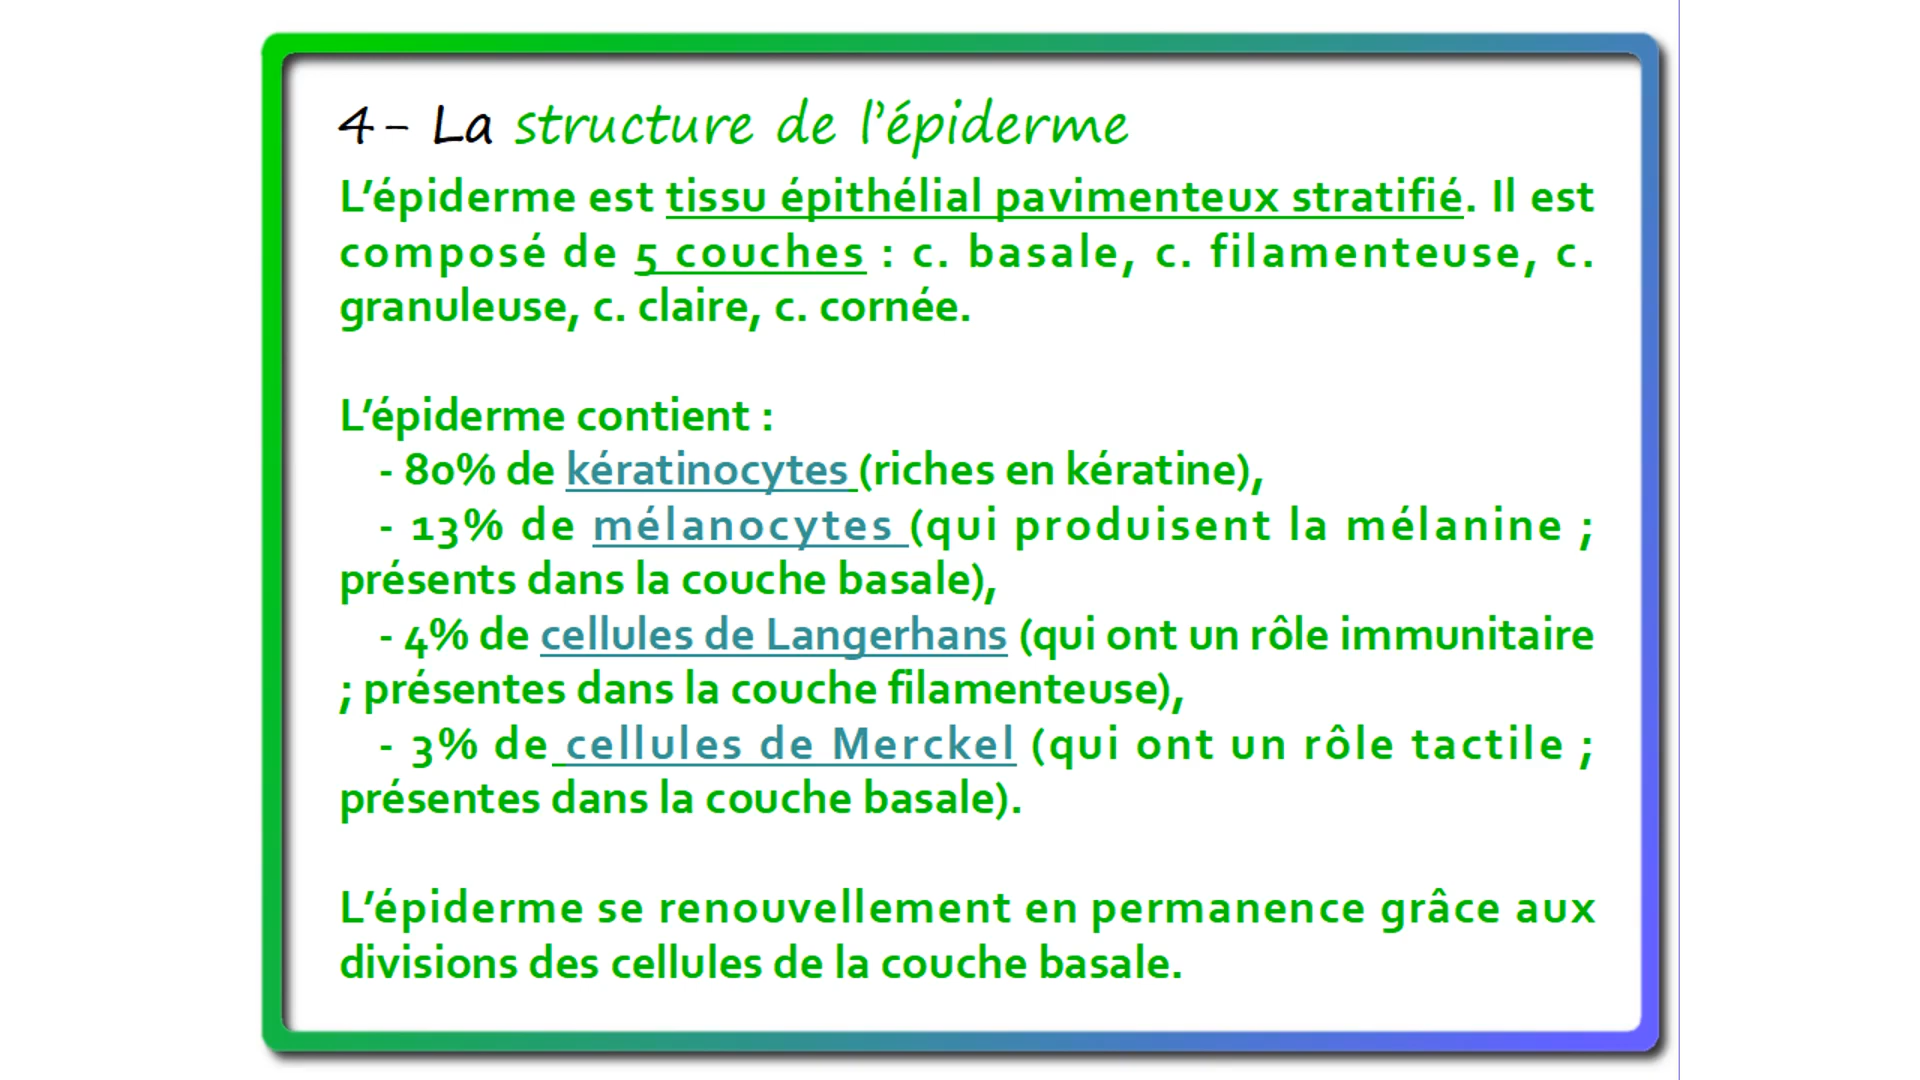 4- La structure de l'épiderme
L'épiderme est tissu épithélial pavimenteux stratifié. Il est
composé de 5 couches : c. basale, c. filamenteuse, c.
granuleuse, c. claire, c. cornée.
L'épiderme contient :
- 80% de kératinocytes (riches en kératine),
- 13% de mélanocytes (qui produisent la mélanine ;
présents dans la couche basale),
- 4% de cellules de Langerhans (qui ont un rôle immunitaire
; présentes dans la couche filamenteuse),
- 3% de cellules de Merckel (qui ont un rôle tactile ;
présentes dans la couche basale).
L'épiderme se renouvellement en permanence grâce aux
divisions des cellules de la couche basale.